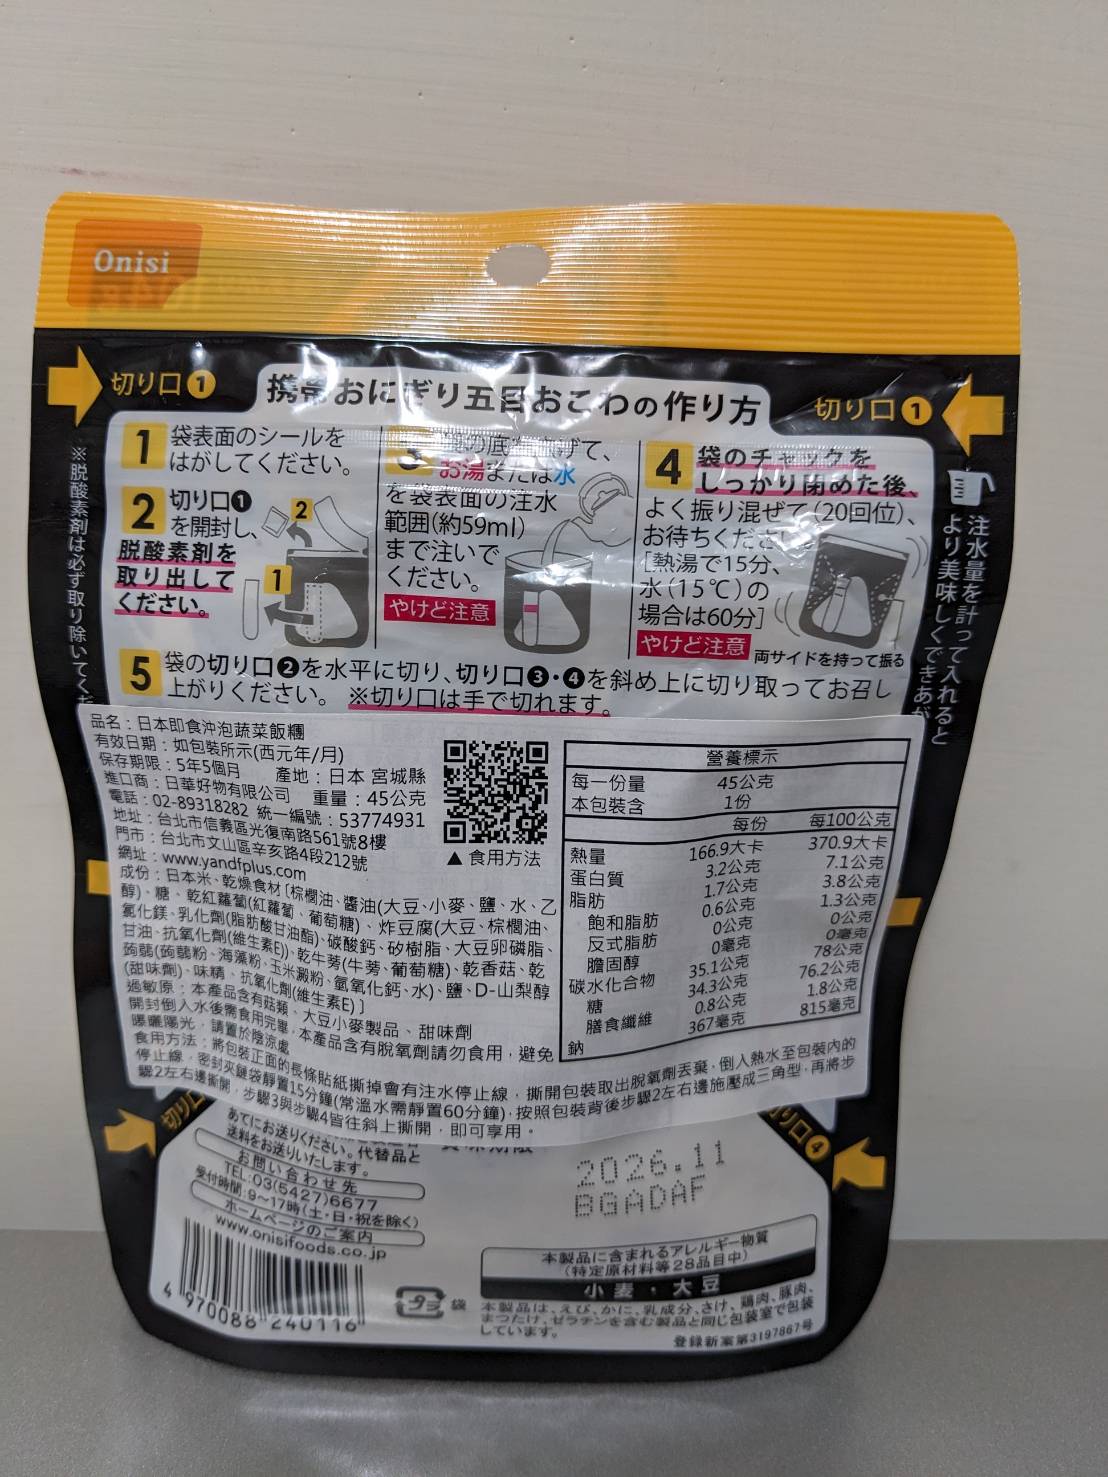 Onisi
切り口❶
携帯おにぎり五目おこわの作り方
切り口❶
※脱酸素剤は必ず取り除いてくだ
1 袋表面のシールを
はがしてください。
2 切り口❶
を開封し、
脱酸素剤を
取り出して
ください。
2
1
3
の底を広げて、
お湯または水
を袋表面の注水
範囲(約59ml)
まで注いで
ください。
やけど注意
4 袋のチャックを
しっかり閉めた後、
よく振り混ぜて(20回位)、
お待ちください。
[熱湯で15分、
水(15℃)の
場合は60分]
やけど注意
両サイドを持って振る
注水量を計って入れると
より美味しくできあが
5 袋の切り口❷を水平に切り、切り口❸・❹を斜め上に切り取ってお召し
上がりください。 ※切り口は手で切れます。
品名：日本即食沖泡蔬菜飯糰
有效日期：如包裝所示(西元年/月)
保存期限：5年5個月 產地：日本 宮城縣
進口商：日華好物有限公司 重量：45公克
電話：02-89318282 統一編號：53774931
地址：台北市信義區光復南路561號8樓
門市：台北市文山區辛亥路4段212號
網址：www.yandfplus.com
▲ 食用方法
成份：日本米、乾燥食材〔棕櫚油、醬油(大豆、小麥、鹽、水、乙
醇)、糖、乾紅蘿蔔(紅蘿蔔、葡萄糖)、炸豆腐(大豆、棕櫚油、
氯化鎂、乳化劑(脂肪酸甘油酯)、碳酸鈣、矽樹脂、大豆卵磷脂、
甘油、抗氧化劑(維生素E))、乾牛蒡(牛蒡、葡萄糖)、乾香菇、乾
蒟蒻(蒟蒻粉、海藻粉、玉米澱粉、氫氧化鈣、水)、鹽、D-山梨醇
(甜味劑)、味精、抗氧化劑(維生素E)〕
過敏原：本產品含有菇類、大豆小麥製品、甜味劑
開封倒入水後需食用完畢，本產品含有脫氧劑請勿食用，避免
曝曬陽光，請置於陰涼處
食用方法：將包裝正面的長條貼紙撕掉會有注水停止線，撕開包裝取出脫氧劑丟棄，倒入熱水至包裝內的
停止線，密封夾鏈袋靜置15分鐘(常溫水需靜置60分鐘)，按照包裝背後步驟2左右邊施壓成三角型，再將步
驟2左右邊撕開，步驟3與步驟4皆往斜上撕開，即可享用。
營養標示
每一份量 45公克
本包裝含 1份
每份 每100公克
熱量 166.9大卡 370.9大卡
蛋白質 3.2公克 7.1公克
脂肪 1.7公克 3.8公克
飽和脂肪 0.6公克 1.3公克
反式脂肪 0公克 0公克
膽固醇 0毫克 0毫克
碳水化合物 35.1公克 78公克
糖 34.3公克 76.2公克
膳食纖維 0.8公克 1.8公克
鈉 367毫克 815毫克
切り口
切り口❹
あてにお送りください。代替品と
送料をお送りいたします。
お問い合わせ先
TEL:03(5427)6677
受付時間:9～17時(土・日・祝を除く)
ホームページのご案内
www.onisifoods.co.jp
2026.11
BGADAF
4 970088 240116
プラ 袋
本製品に含まれるアレルギー物質
(特定原材料等28品目中)
小麦・大豆
本製品は、えび、かに、乳成分、さけ、鶏肉、豚肉、
まつたけ、ゼラチンを含む製品と同じ包装室で包装
しています。
登録新案第3197867号